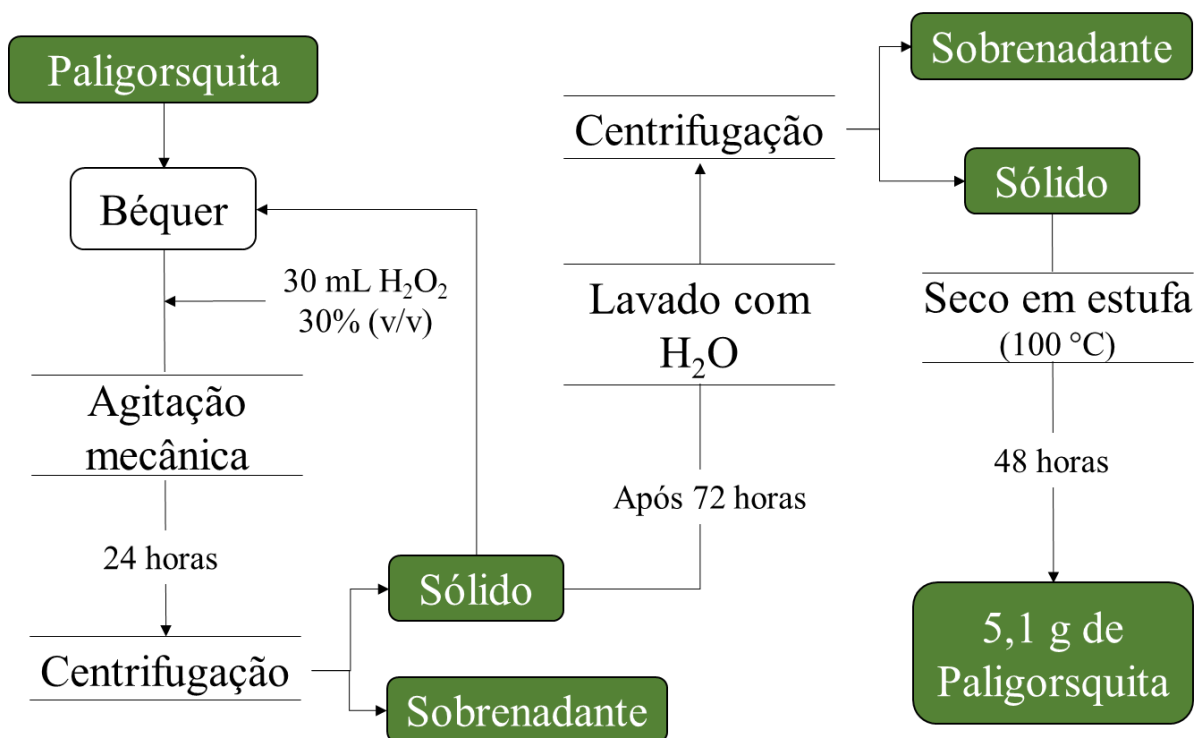 Paligorsquita
Béquer
30 mL H₂O₂
30% (v/v)
Agitação
mecânica
24 horas
Centrifugação
Sólido
Sobrenadante
Após 72 horas
Lavado com
H₂O
Centrifugação
Sobrenadante
Sólido
Seco em estufa
(100 °C)
48 horas
5,1 g de
Paligorsquita